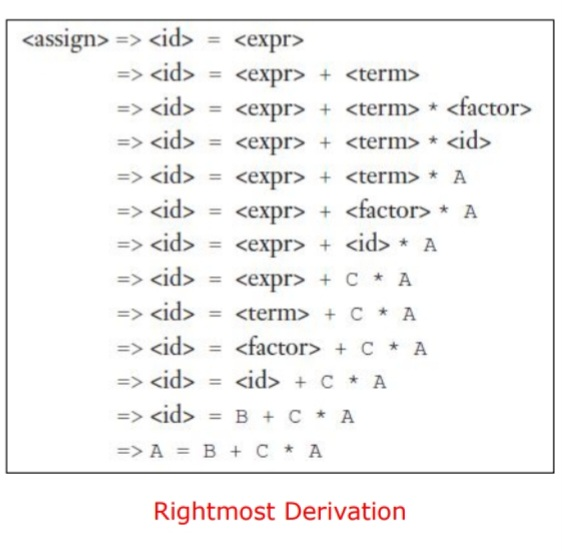 <assign> => <id> = <expr>
=> <id> = <expr> + <term>
=> <id> = <expr> + <term> * <factor>
=> <id> = <expr> + <term> * <id>
=> <id> = <expr> + <term> * A
=> <id> = <expr> + <factor> * A
=> <id> = <expr> + <id> * A
=> <id> = <expr> + C * A
=> <id> = <term> + C * A
=> <id> = <factor> + C * A
=> <id> = <id> + C * A
=> <id> = B + C * A
=> A = B + C * A
Rightmost Derivation